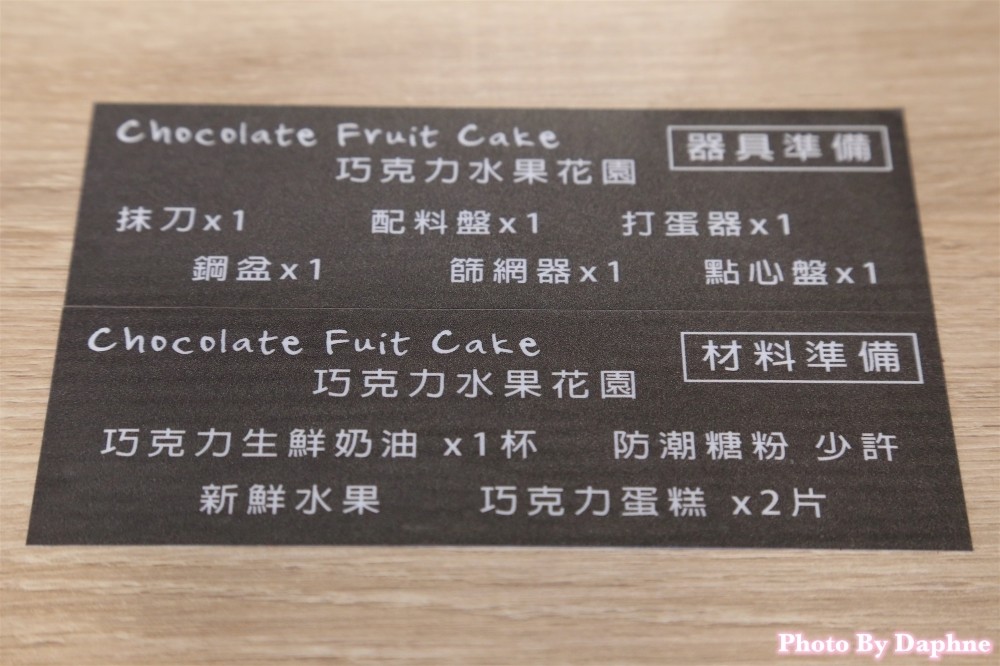 Chocolate Fruit Cake
器具準備
巧克力水果花園
抹刀x1 配料盤x1 打蛋器x1
鋼盆x1 篩網器x1 點心盤x1
Chocolate Fuit Cake
材料準備
巧克力水果花園
巧克力生鮮奶油 x1杯 防潮糖粉 少許
新鮮水果 巧克力蛋糕 x2片
Photo By Daphne